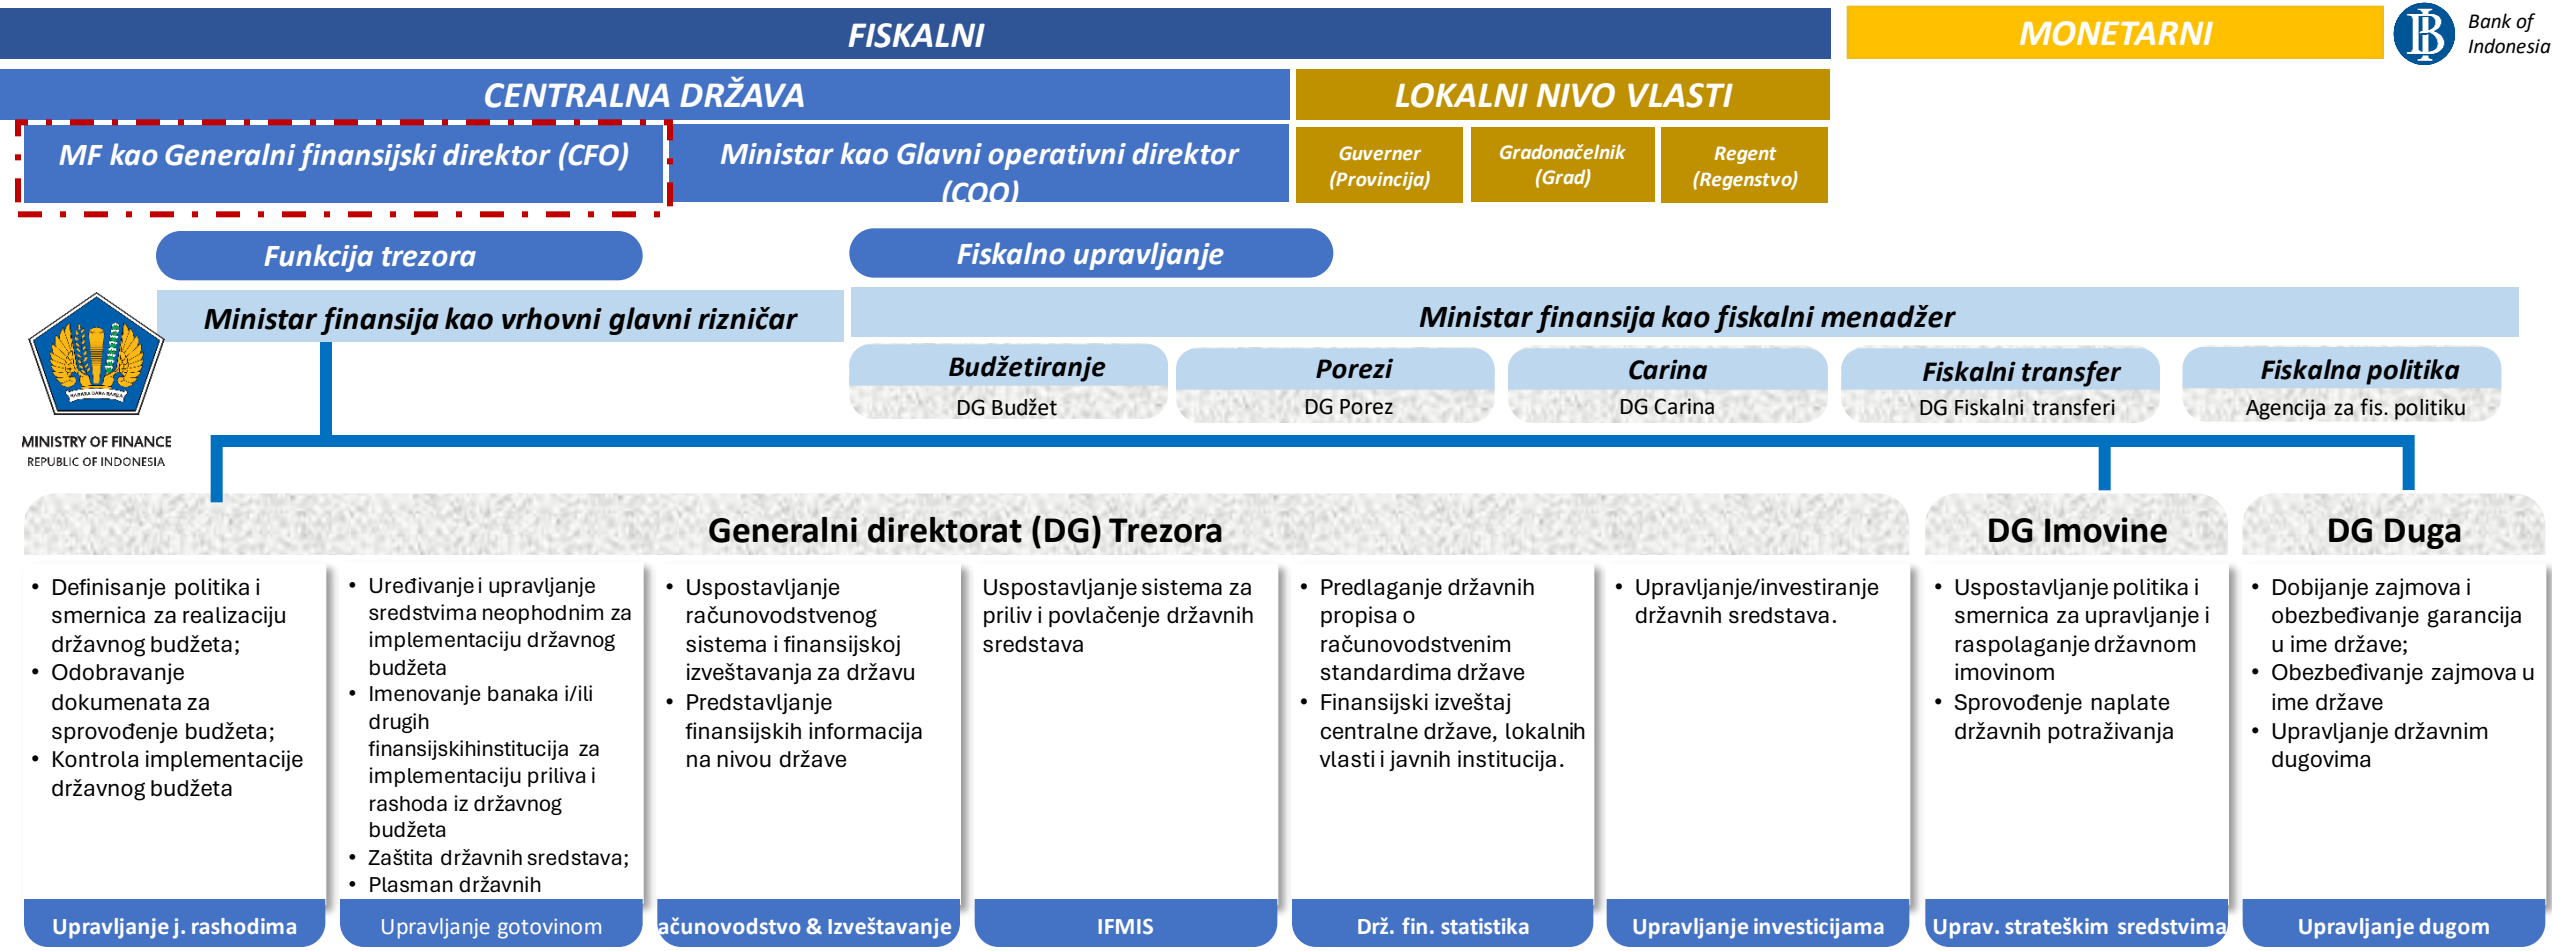 FISKALNI
MONETARNI
Bank of
Indonesia
CENTRALNA DRŽAVA
LOKALNI NIVO VLASTI
MF kao Generalni finansijski direktor (CFO)
Ministar kao Glavni operativni direktor
(COO)
Guverner
(Provincija)
Gradonačelnik
(Grad)
Regent
(Regenstvo)
Funkcija trezora
Fiskalno upravljanje
Ministar finansija kao vrhovni glavni rizničar
Ministar finansija kao fiskalni menadžer
Budžetiranje
DG Budžet
Porezi
DG Porez
Carina
DG Carina
Fiskalni transfer
DG Fiskalni transferi
Fiskalna politika
Agencija za fis. politiku
MINISTRY OF FINANCE
REPUBLIC OF INDONESIA
Generalni direktorat (DG) Trezora
DG Imovine
DG Duga
• Definisanje politika i
smernica za realizaciju
državnog budžeta;
• Odobravanje
dokumenata za
sprovođenje budžeta;
• Kontrola implementacije
državnog budžeta
Upravljanje j. rashodima
• Uređivanje i upravljanje
sredstvima neophodnim za
implementaciju državnog
budžeta
• Imenovanje banaka i/ili
drugih
finansijskihinstitucija za
implementaciju priliva i
rashoda iz državnog
budžeta
• Zaštita državnih sredstava;
• Plasman državnih
Upravljanje gotovinom
• Uspostavljanje
računovodstvenog
sistema i finansijskoj
izveštavanja za državu
• Predstavljanje
finansijskih informacija
na nivou države
ačunovodstvo & Izveštavanje
Uspostavljanje sistema za
priliv i povlačenje državnih
sredstava
IFMIS
• Predlaganje državnih
propisa o
računovodstvenim
standardima države
• Finansijski izveštaj
centralne države, lokalnih
vlasti i javnih institucija.
Drž. fin. statistika
• Upravljanje/investiranje
državnih sredstava.
Upravljanje investicijama
• Uspostavljanje politika i
smernica za upravljanje i
raspolaganje državnom
imovinom
• Sprovođenje naplate
državnih potraživanja
Uprav. strateškim sredstvima
• Dobijanje zajmova i
obezbeđivanje garancija
u ime države;
• Obezbeđivanje zajmova u
ime države
• Upravljanje državnim
dugovima
Upravljanje dugom